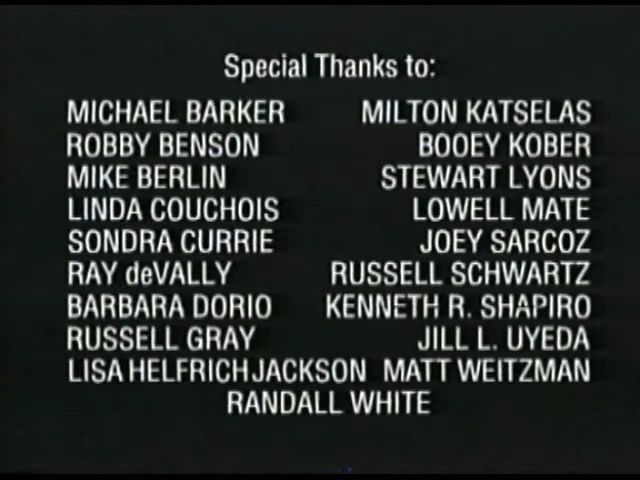 Special Thanks to:
MICHAEL BARKER MILTON KATSELAS
ROBBY BENSON BOOEY KOBER
MIKE BERLIN STEWART LYONS
LINDA COUCHOIS LOWELL MATE
SONDRA CURRIE JOEY SARCOZ
RAY deVALLY RUSSELL SCHWARTZ
BARBARA DORIO KENNETH R. SHAPIRO
RUSSELL GRAY JILL L. UYEDA
LISA HELFRICH JACKSON MATT WEITZMAN
RANDALL WHITE